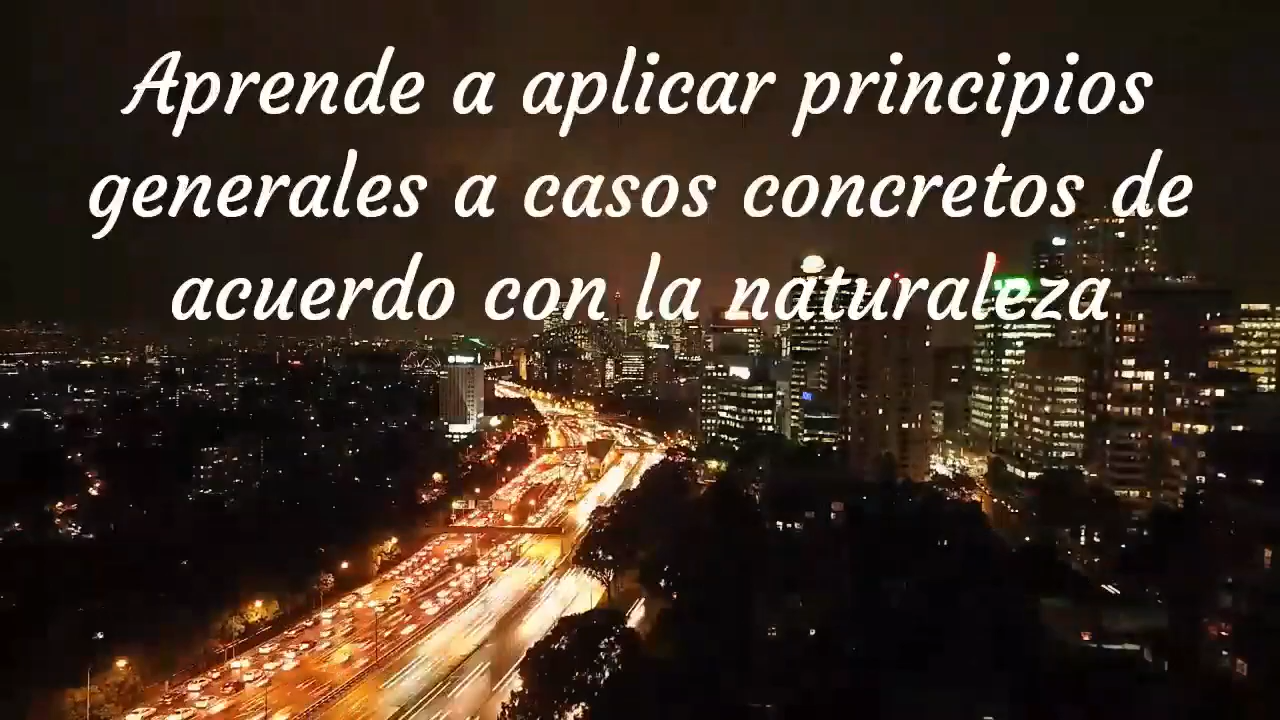 Aprende a aplicar principios
generales a casos concretos de
acuerdo con la naturaleza.